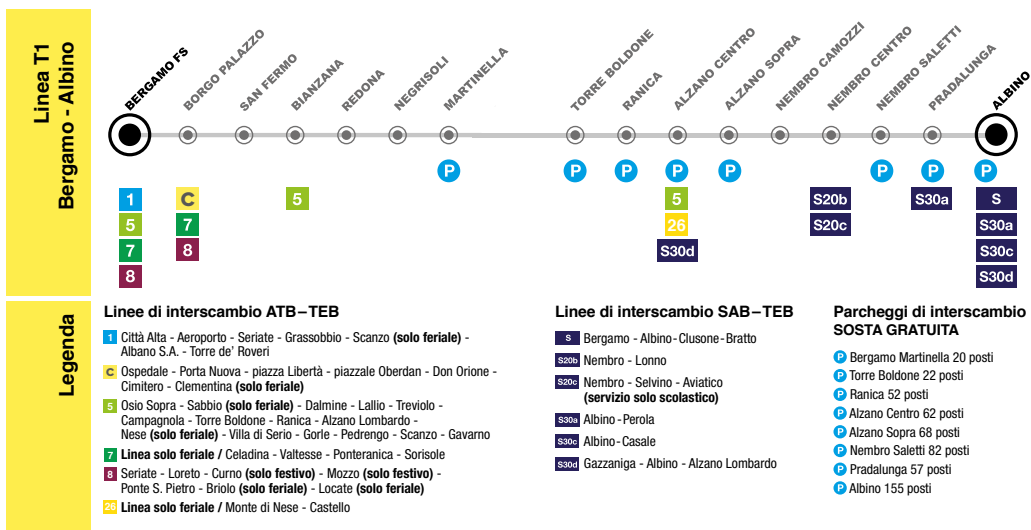 Linea T1
Bergamo - Albino
BERGAMO FS
BORGO PALAZZO
SAN FERMO
BIANZANA
REDONA
NEGRISOLI
MARTINELLA
TORRE BOLDONE
RANICA
ALZANO CENTRO
ALZANO SOPRA
NEMBRO CAMOZZI
NEMBRO CENTRO
NEMBRO SALETTI
PRADALUNGA
ALBINO
P P P P P P P P
1 C 5 5 S20b S30a S
5 7 26 S20c S30a
7 8 S30d S30c
8 S30d
Legenda
Linee di interscambio ATB–TEB
1 Città Alta - Aeroporto - Seriate - Grassobbio - Scanzo (solo feriale) -
Albano S.A. - Torre de' Roveri
C Ospedale - Porta Nuova - piazza Libertà - piazzale Oberdan - Don Orione -
Cimitero - Clementina (solo feriale)
5 Osio Sopra - Sabbio (solo feriale) - Dalmine - Lallio - Treviolo -
Campagnola - Torre Boldone - Ranica - Alzano Lombardo -
Nese (solo feriale) - Villa di Serio - Gorle - Pedrengo - Scanzo - Gavarno
7 Linea solo feriale / Celadina - Valtesse - Ponteranica - Sorisole
8 Seriate - Loreto - Curno (solo festivo) - Mozzo (solo festivo) -
Ponte S. Pietro - Briolo (solo feriale) - Locate (solo feriale)
26 Linea solo feriale / Monte di Nese - Castello
Linee di interscambio SAB–TEB
S Bergamo - Albino - Clusone - Bratto
S20b Nembro - Lonno
S20c Nembro - Selvino - Aviatico
(servizio solo scolastico)
S30a Albino - Perola
S30c Albino - Casale
S30d Gazzaniga - Albino - Alzano Lombardo
Parcheggi di interscambio
SOSTA GRATUITA
P Bergamo Martinella 20 posti
P Torre Boldone 22 posti
P Ranica 52 posti
P Alzano Centro 62 posti
P Alzano Sopra 68 posti
P Nembro Saletti 82 posti
P Pradalunga 57 posti
P Albino 155 posti